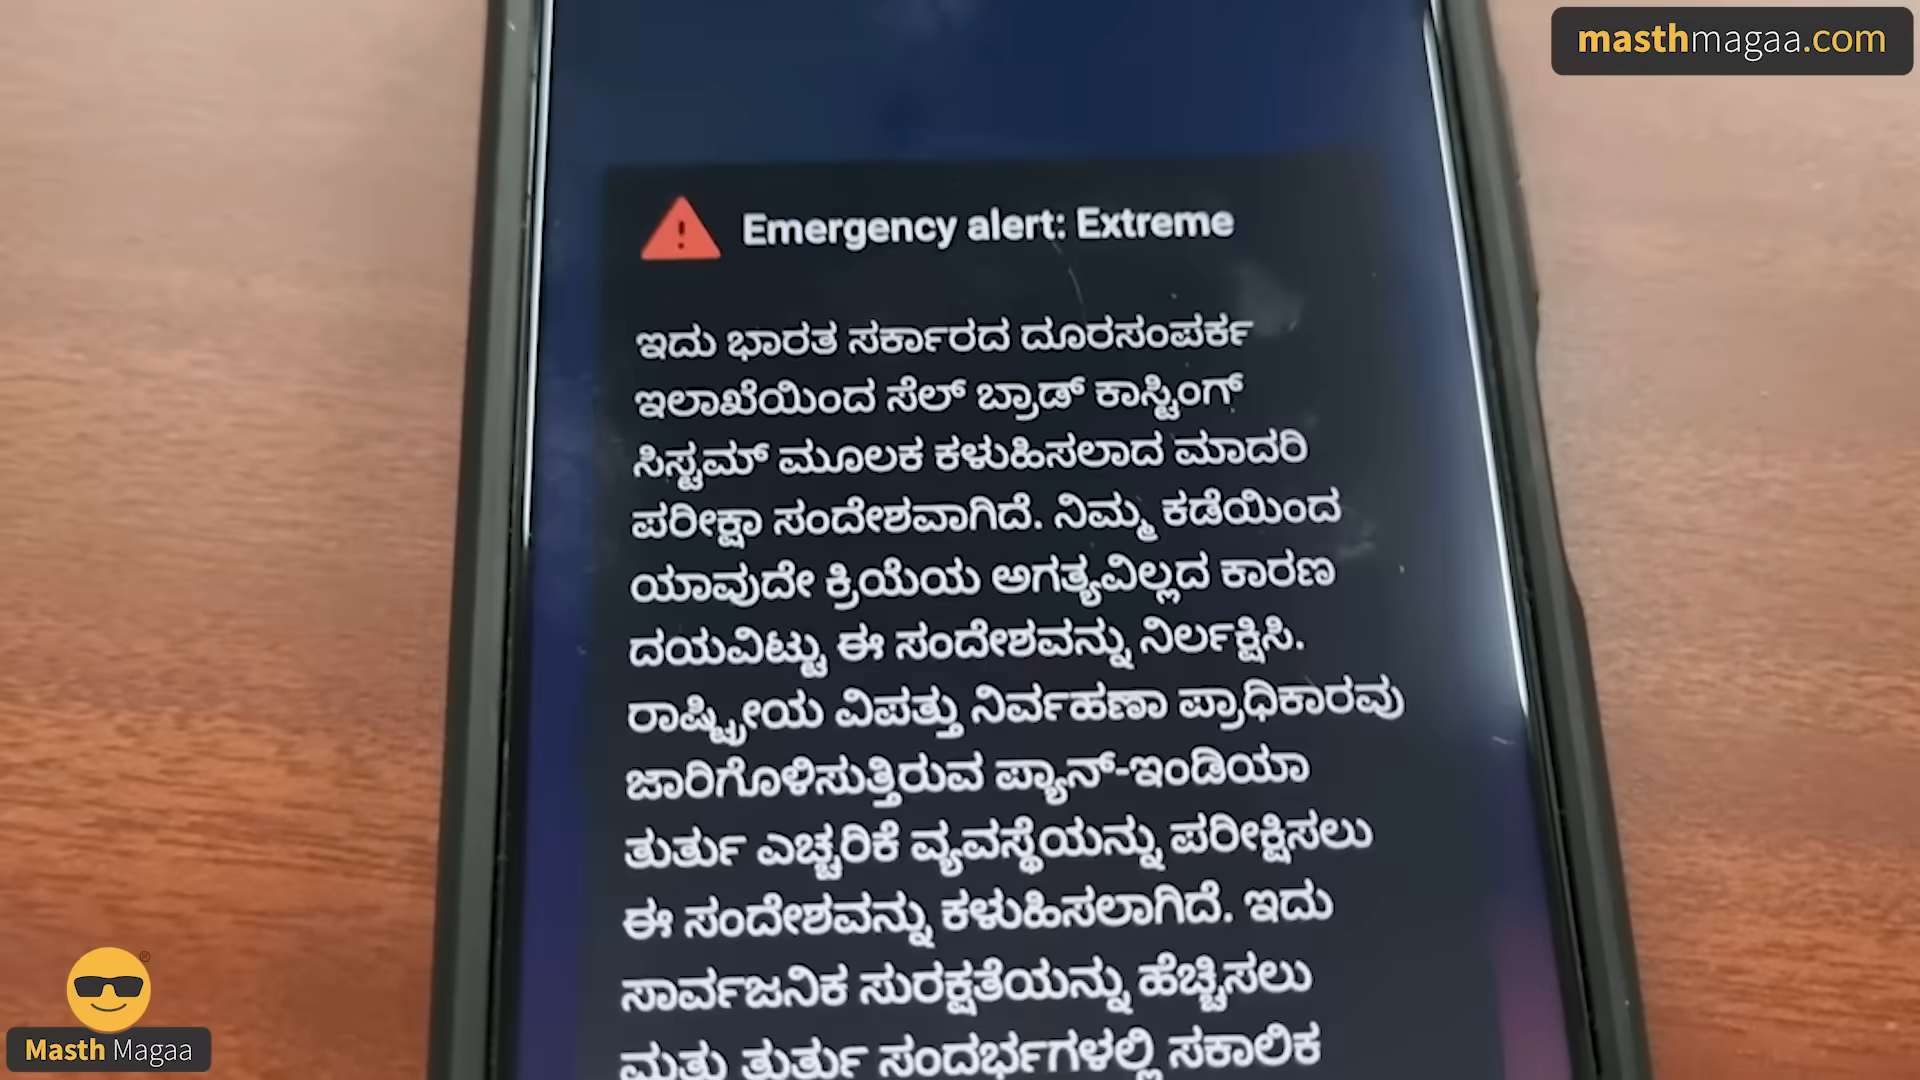 masthmagaa.com
Emergency alert: Extreme
ಇದು ಭಾರತ ಸರ್ಕಾರದ ದೂರಸಂಪರ್ಕ
ಇಲಾಖೆಯಿಂದ ಸೆಲ್ ಬ್ರಾಡ್ ಕಾಸ್ಟಿಂಗ್
ಸಿಸ್ಟಮ್ ಮೂಲಕ ಕಳುಹಿಸಲಾದ ಮಾದರಿ
ಪರೀಕ್ಷಾ ಸಂದೇಶವಾಗಿದೆ. ನಿಮ್ಮ ಕಡೆಯಿಂದ
ಯಾವುದೇ ಕ್ರಿಯೆಯ ಅಗತ್ಯವಿಲ್ಲದ ಕಾರಣ
ದಯವಿಟ್ಟು ಈ ಸಂದೇಶವನ್ನು ನಿರ್ಲಕ್ಷಿಸಿ.
ರಾಷ್ಟ್ರೀಯ ವಿಪತ್ತು ನಿರ್ವಹಣಾ ಪ್ರಾಧಿಕಾರವು
ಜಾರಿಗೊಳಿಸುತ್ತಿರುವ ಪ್ಯಾನ್-ಇಂಡಿಯಾ
ತುರ್ತು ಎಚ್ಚರಿಕೆ ವ್ಯವಸ್ಥೆಯನ್ನು ಪರೀಕ್ಷಿಸಲು
ಈ ಸಂದೇಶವನ್ನು ಕಳುಹಿಸಲಾಗಿದೆ. ಇದು
ಸಾರ್ವಜನಿಕ ಸುರಕ್ಷತೆಯನ್ನು ಹೆಚ್ಚಿಸಲು
ಮತ್ತು ತುರ್ತು ಸಂದರ್ಭಗಳಲ್ಲಿ ಸಕಾಲಿಕ
Masth Magaa